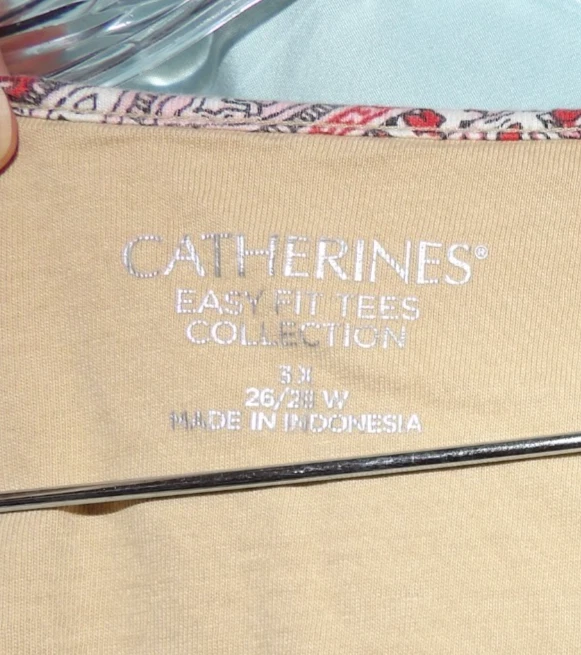 CATHERINES®
EASY FIT TEES
COLLECTION
3X
26/28 W
MADE IN INDONESIA